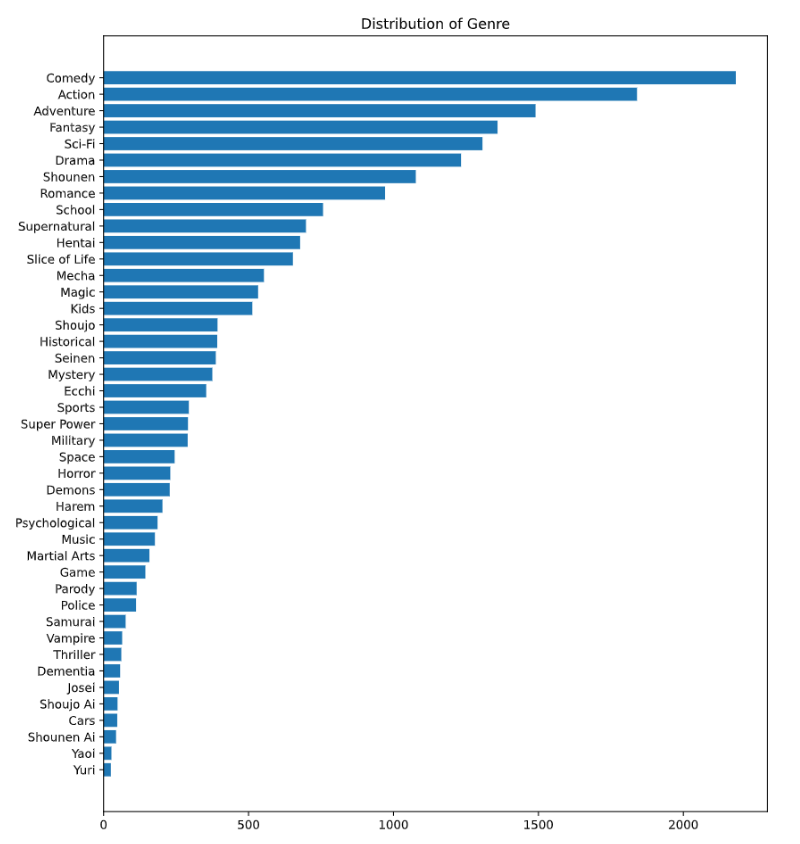 Distribution of Genre
Comedy
Action
Adventure
Fantasy
Sci-Fi
Drama
Shounen
Romance
School
Supernatural
Hentai
Slice of Life
Mecha
Magic
Kids
Shoujo
Historical
Seinen
Mystery
Ecchi
Sports
Super Power
Military
Space
Horror
Demons
Harem
Psychological
Music
Martial Arts
Game
Parody
Police
Samurai
Vampire
Thriller
Dementia
Josei
Shoujo Ai
Cars
Shounen Ai
Yaoi
Yuri
0 500 1000 1500 2000